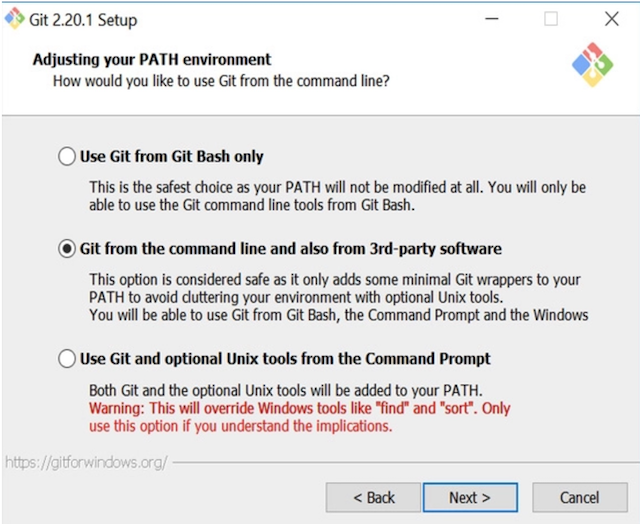 Git 2.20.1 Setup
Adjusting your PATH environment
How would you like to use Git from the command line?
Use Git from Git Bash only
This is the safest choice as your PATH will not be modified at all. You will only be
able to use the Git command line tools from Git Bash.
Git from the command line and also from 3rd-party software
This option is considered safe as it only adds some minimal Git wrappers to your
PATH to avoid cluttering your environment with optional Unix tools.
You will be able to use Git from Git Bash, the Command Prompt and the Windows
Use Git and optional Unix tools from the Command Prompt
Both Git and the optional Unix tools will be added to your PATH.
Warning: This will override Windows tools like "find" and "sort". Only
use this option if you understand the implications.
https://gitforwindows.org/
< Back
Next >
Cancel